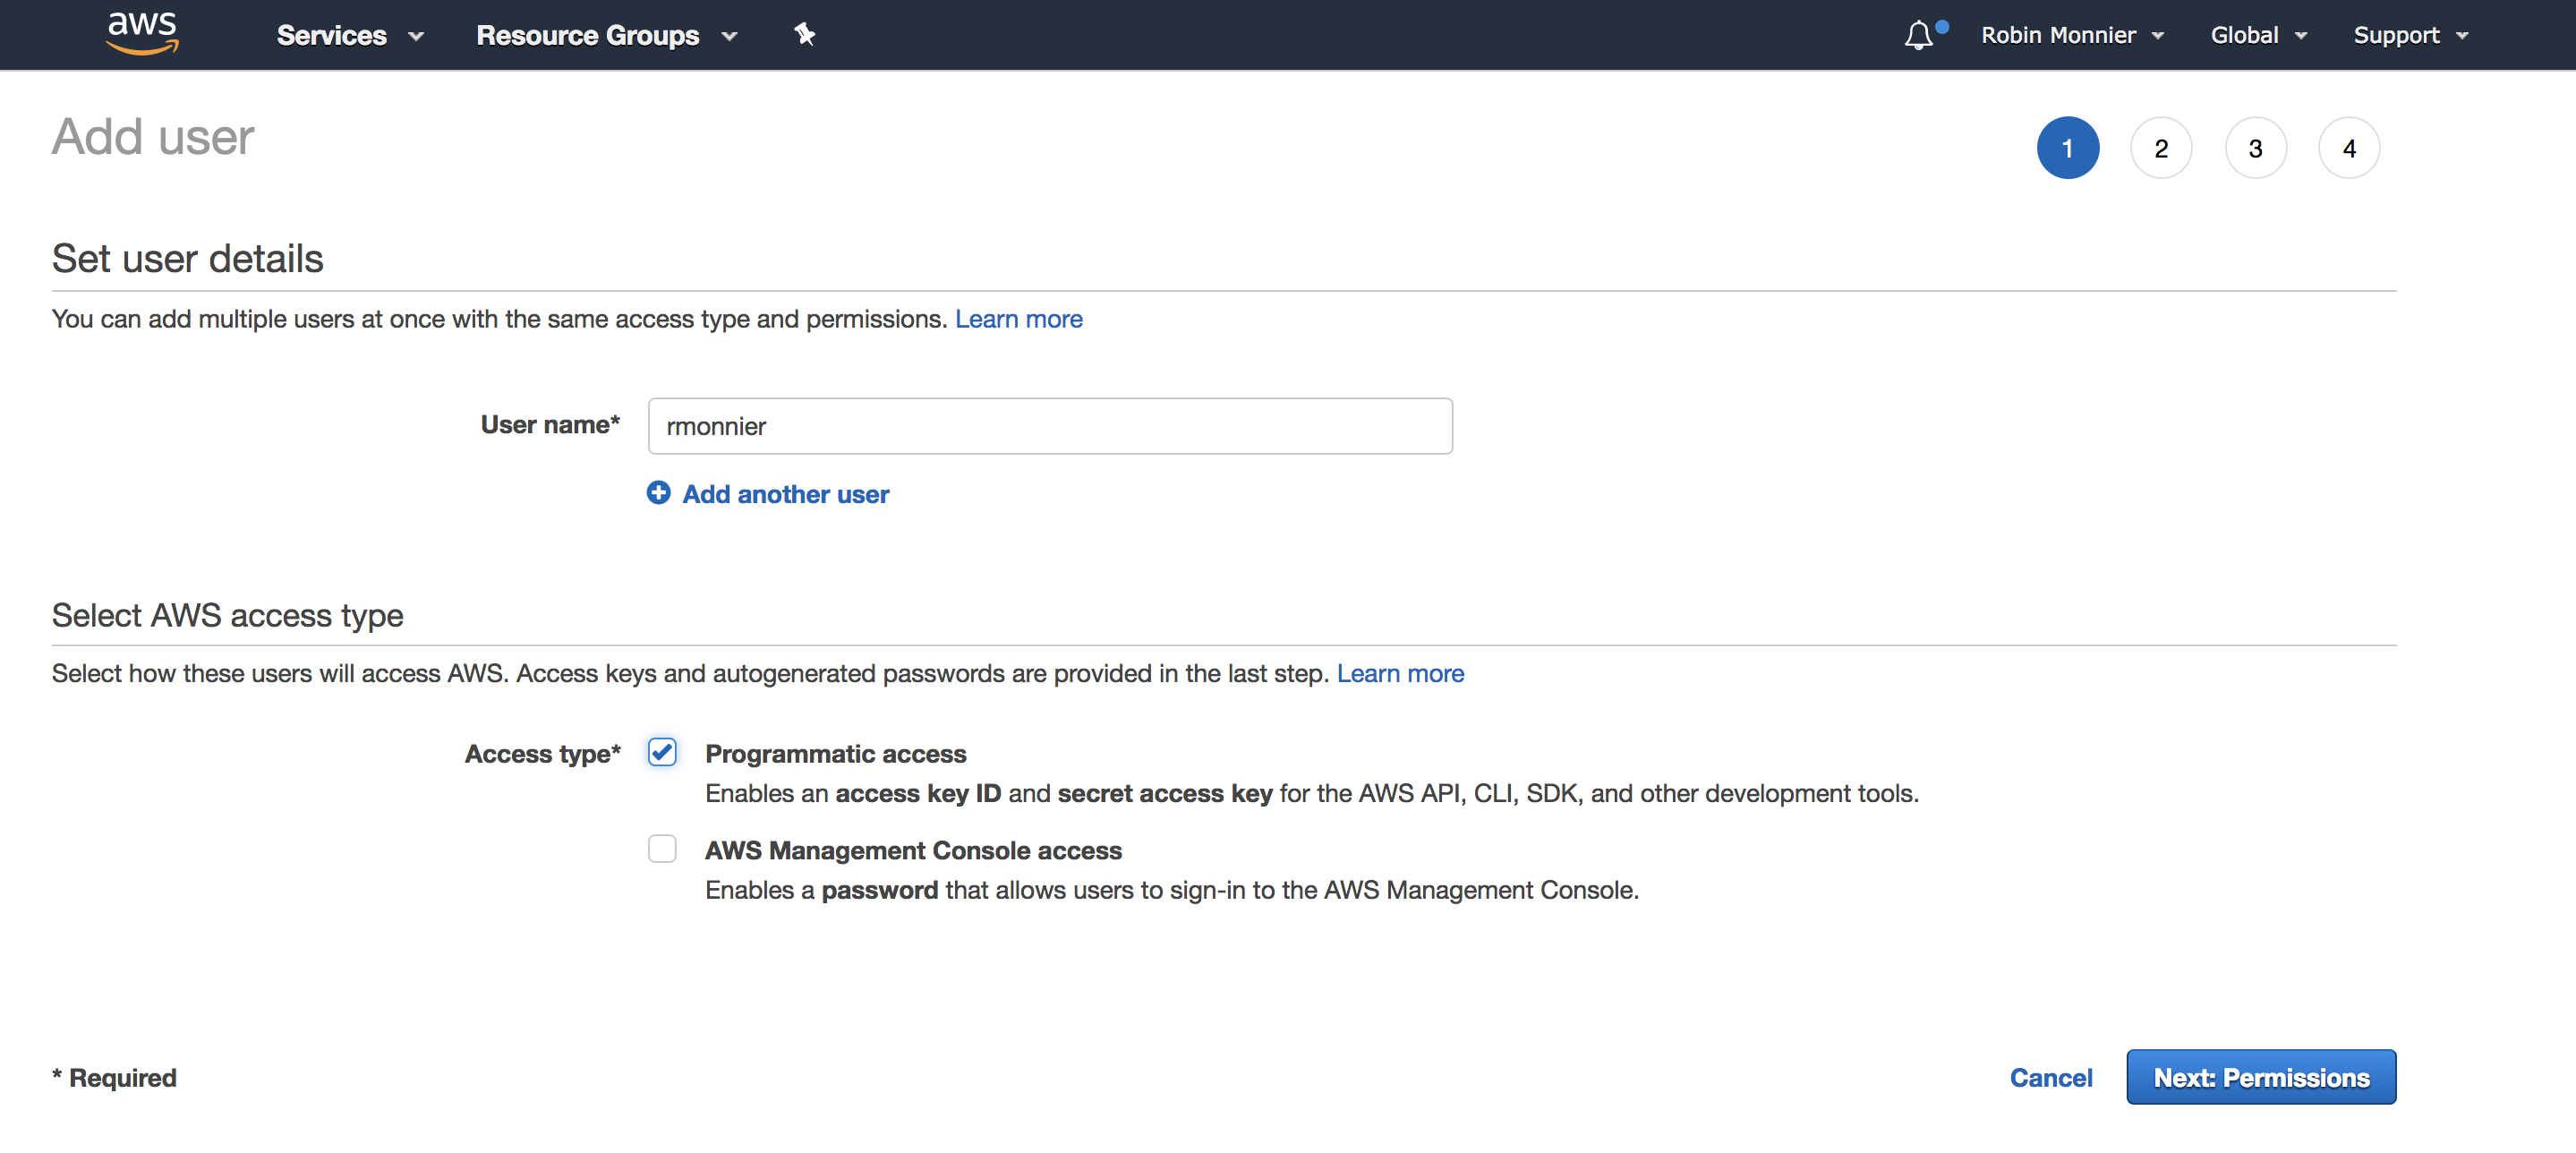 aws Services Resource Groups Robin Monnier Global Support
Add user
1 2 3 4
Set user details
You can add multiple users at once with the same access type and permissions. Learn more
User name* rmonnier
Add another user
Select AWS access type
Select how these users will access AWS. Access keys and autogenerated passwords are provided in the last step. Learn more
Access type* Programmatic access
Enables an access key ID and secret access key for the AWS API, CLI, SDK, and other development tools.
AWS Management Console access
Enables a password that allows users to sign-in to the AWS Management Console.
* Required Cancel Next: Permissions